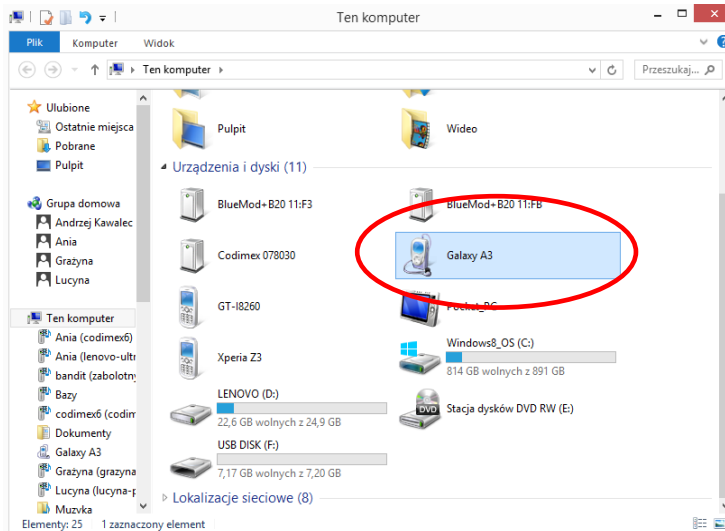 Ten komputer
Plik Komputer Widok
Ten komputer
Przeszukaj...
Ulubione
Ostatnie miejsca
Pobrane
Pulpit
Grupa domowa
Andrzej Kawalec
Ania
Grażyna
Lucyna
Ten komputer
Ania (codimex6)
Ania (lenovo-ultr
bandit (zabolotny
Bazy
codimex6 (codim
Dokumenty
Galaxy A3
Grażyna (grazyna
Lucyna (lucyna-p
Muzyka
Pulpit
Wideo
Urządzenia i dyski (11)
BlueMod+B20 11:F3
BlueMod+B20 11:FB
Codimex 078030
Galaxy A3
GT-I8260
Pocket_PC
Xperia Z3
Windows8_OS (C:)
814 GB wolnych z 891 GB
LENOVO (D:)
22,6 GB wolnych z 24,9 GB
DVD
Stacja dysków DVD RW (E:)
USB DISK (F:)
7,17 GB wolnych z 7,20 GB
Lokalizacje sieciowe (8)
Elementy: 25 1 zaznaczony element